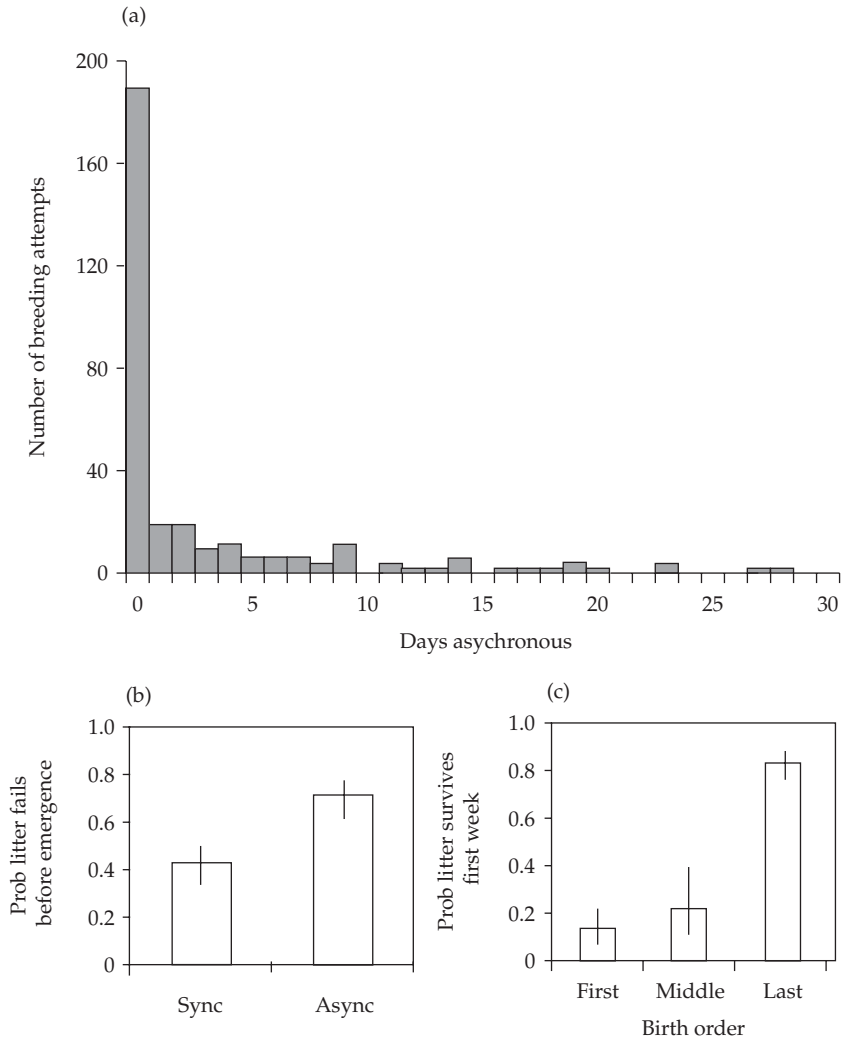 (a)
200
160
120
80
40
0
Number of breeding attempts
0 5 10 15 20 25 30
Days asychronous
(b)
1.0
0.8
0.6
0.4
0.2
0
Prob litter fails
before emergence
Sync Async
(c)
1.0
0.8
0.6
0.4
0.2
0
Prob litter survives
first week
First Middle Last
Birth order